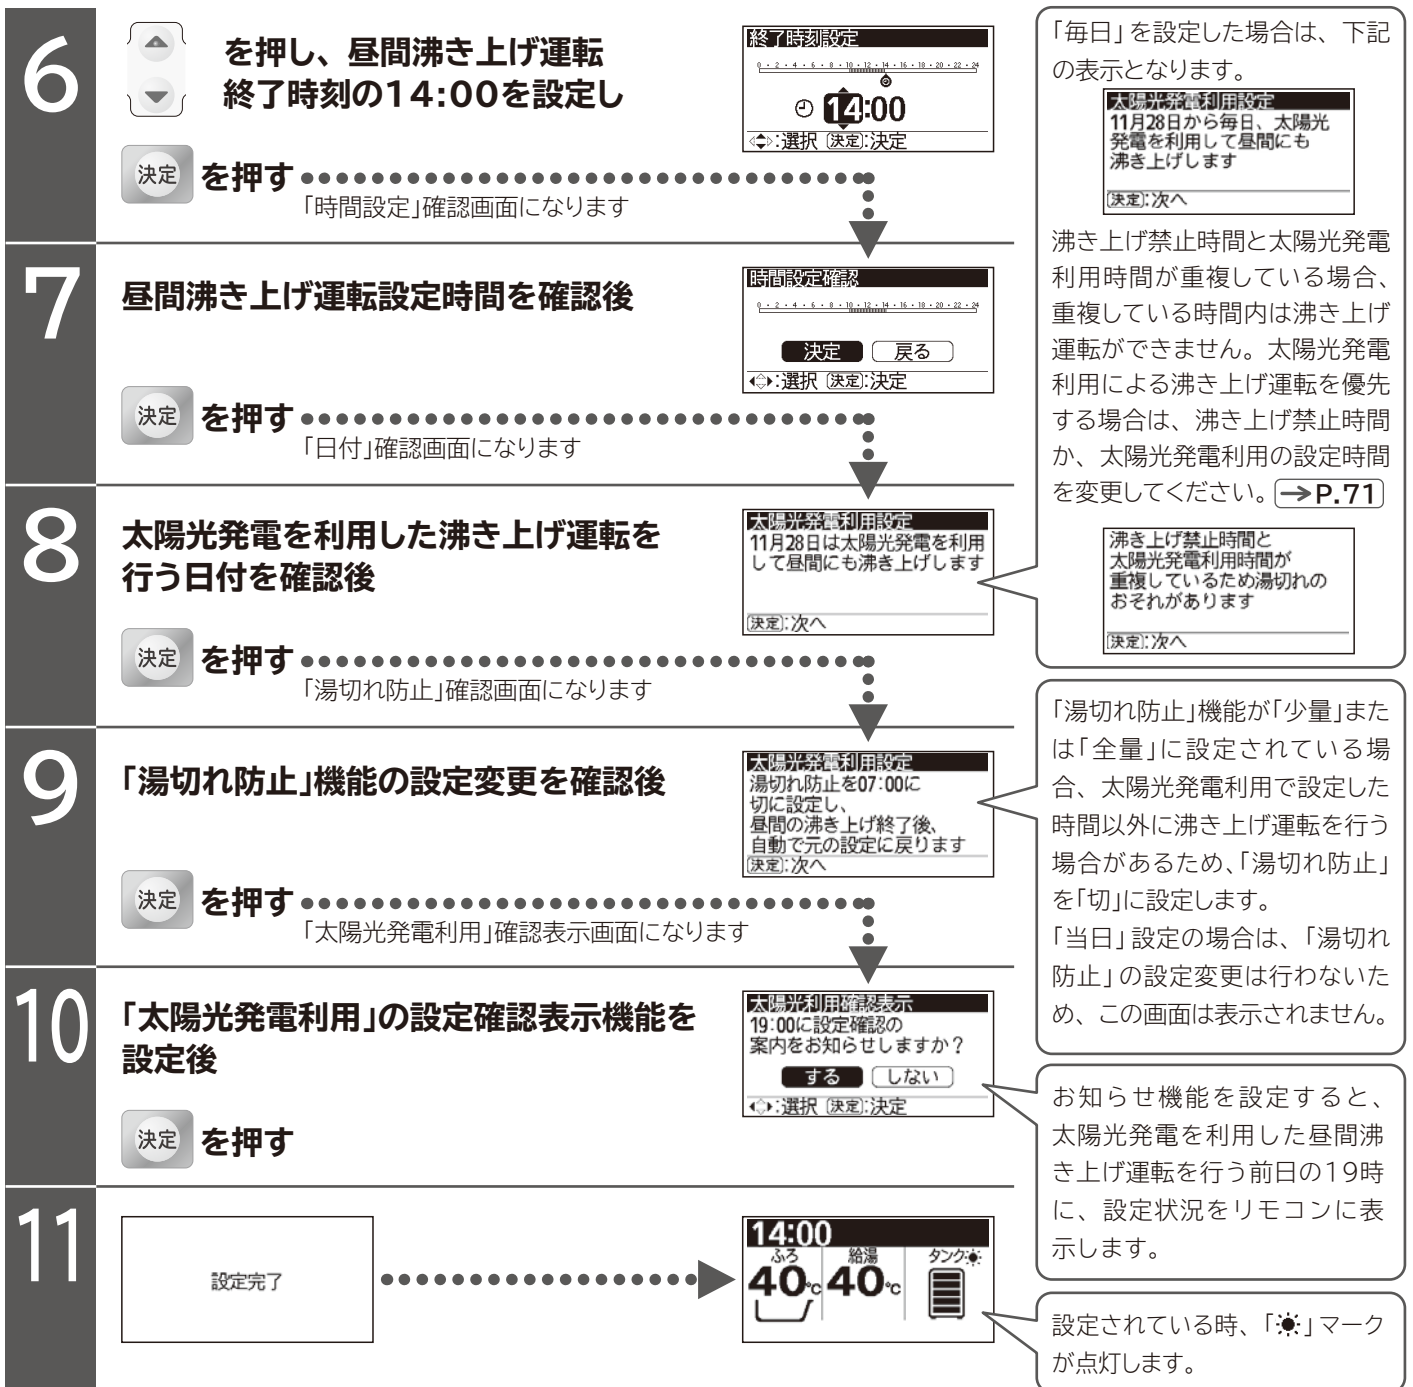 6
を押し、昼間沸き上げ運転
終了時刻の14:00を設定し
決定 を押す
「時間設定」確認画面になります
終了時刻設定
0・2・4・6・8・10・12・14・16・18・20・22・24
14:00
:選択 決定:決定
7
昼間沸き上げ運転設定時間を確認後
決定 を押す
「日付」確認画面になります
時間設定確認
0・2・4・6・8・10・12・14・16・18・20・22・24
決定 戻る
:選択 決定:決定
8
太陽光発電を利用した沸き上げ運転を
行う日付を確認後
決定 を押す
「湯切れ防止」確認画面になります
太陽光発電利用設定
11月28日は太陽光発電を利用
して昼間にも沸き上げします
決定:次へ
9
「湯切れ防止」機能の設定変更を確認後
決定 を押す
「太陽光発電利用」確認表示画面になります
太陽光発電利用設定
湯切れ防止を07:00に
切に設定し、
昼間の沸き上げ終了後、
自動で元の設定に戻ります
決定:次へ
10
「太陽光発電利用」の設定確認表示機能を
設定後
決定 を押す
太陽光利用確認表示
19:00に設定確認の
案内をお知らせしますか？
する しない
:選択 決定:決定
11
設定完了
14:00
ふろ 給湯 タンク
40℃ 40℃
「毎日」を設定した場合は、下記
の表示となります。
太陽光発電利用設定
11月28日から毎日、太陽光
発電を利用して昼間にも
沸き上げします
決定:次へ
沸き上げ禁止時間と太陽光発電
利用時間が重複している場合、
重複している時間内は沸き上げ
運転ができません。太陽光発電
利用による沸き上げ運転を優先
する場合は、沸き上げ禁止時間
か、太陽光発電利用の設定時間
を変更してください。→P.71
沸き上げ禁止時間と
太陽光発電利用時間が
重複しているため湯切れの
おそれがあります
決定:次へ
「湯切れ防止」機能が「少量」また
は「全量」に設定されている場
合、太陽光発電利用で設定した
時間以外に沸き上げ運転を行う
場合があるため、「湯切れ防止」
を「切」に設定します。
「当日」設定の場合は、「湯切れ
防止」の設定変更は行わないた
め、この画面は表示されません。
お知らせ機能を設定すると、
太陽光発電を利用した昼間沸
き上げ運転を行う前日の19時
に、設定状況をリモコンに表
示します。
設定されている時、「☀」マーク
が点灯します。